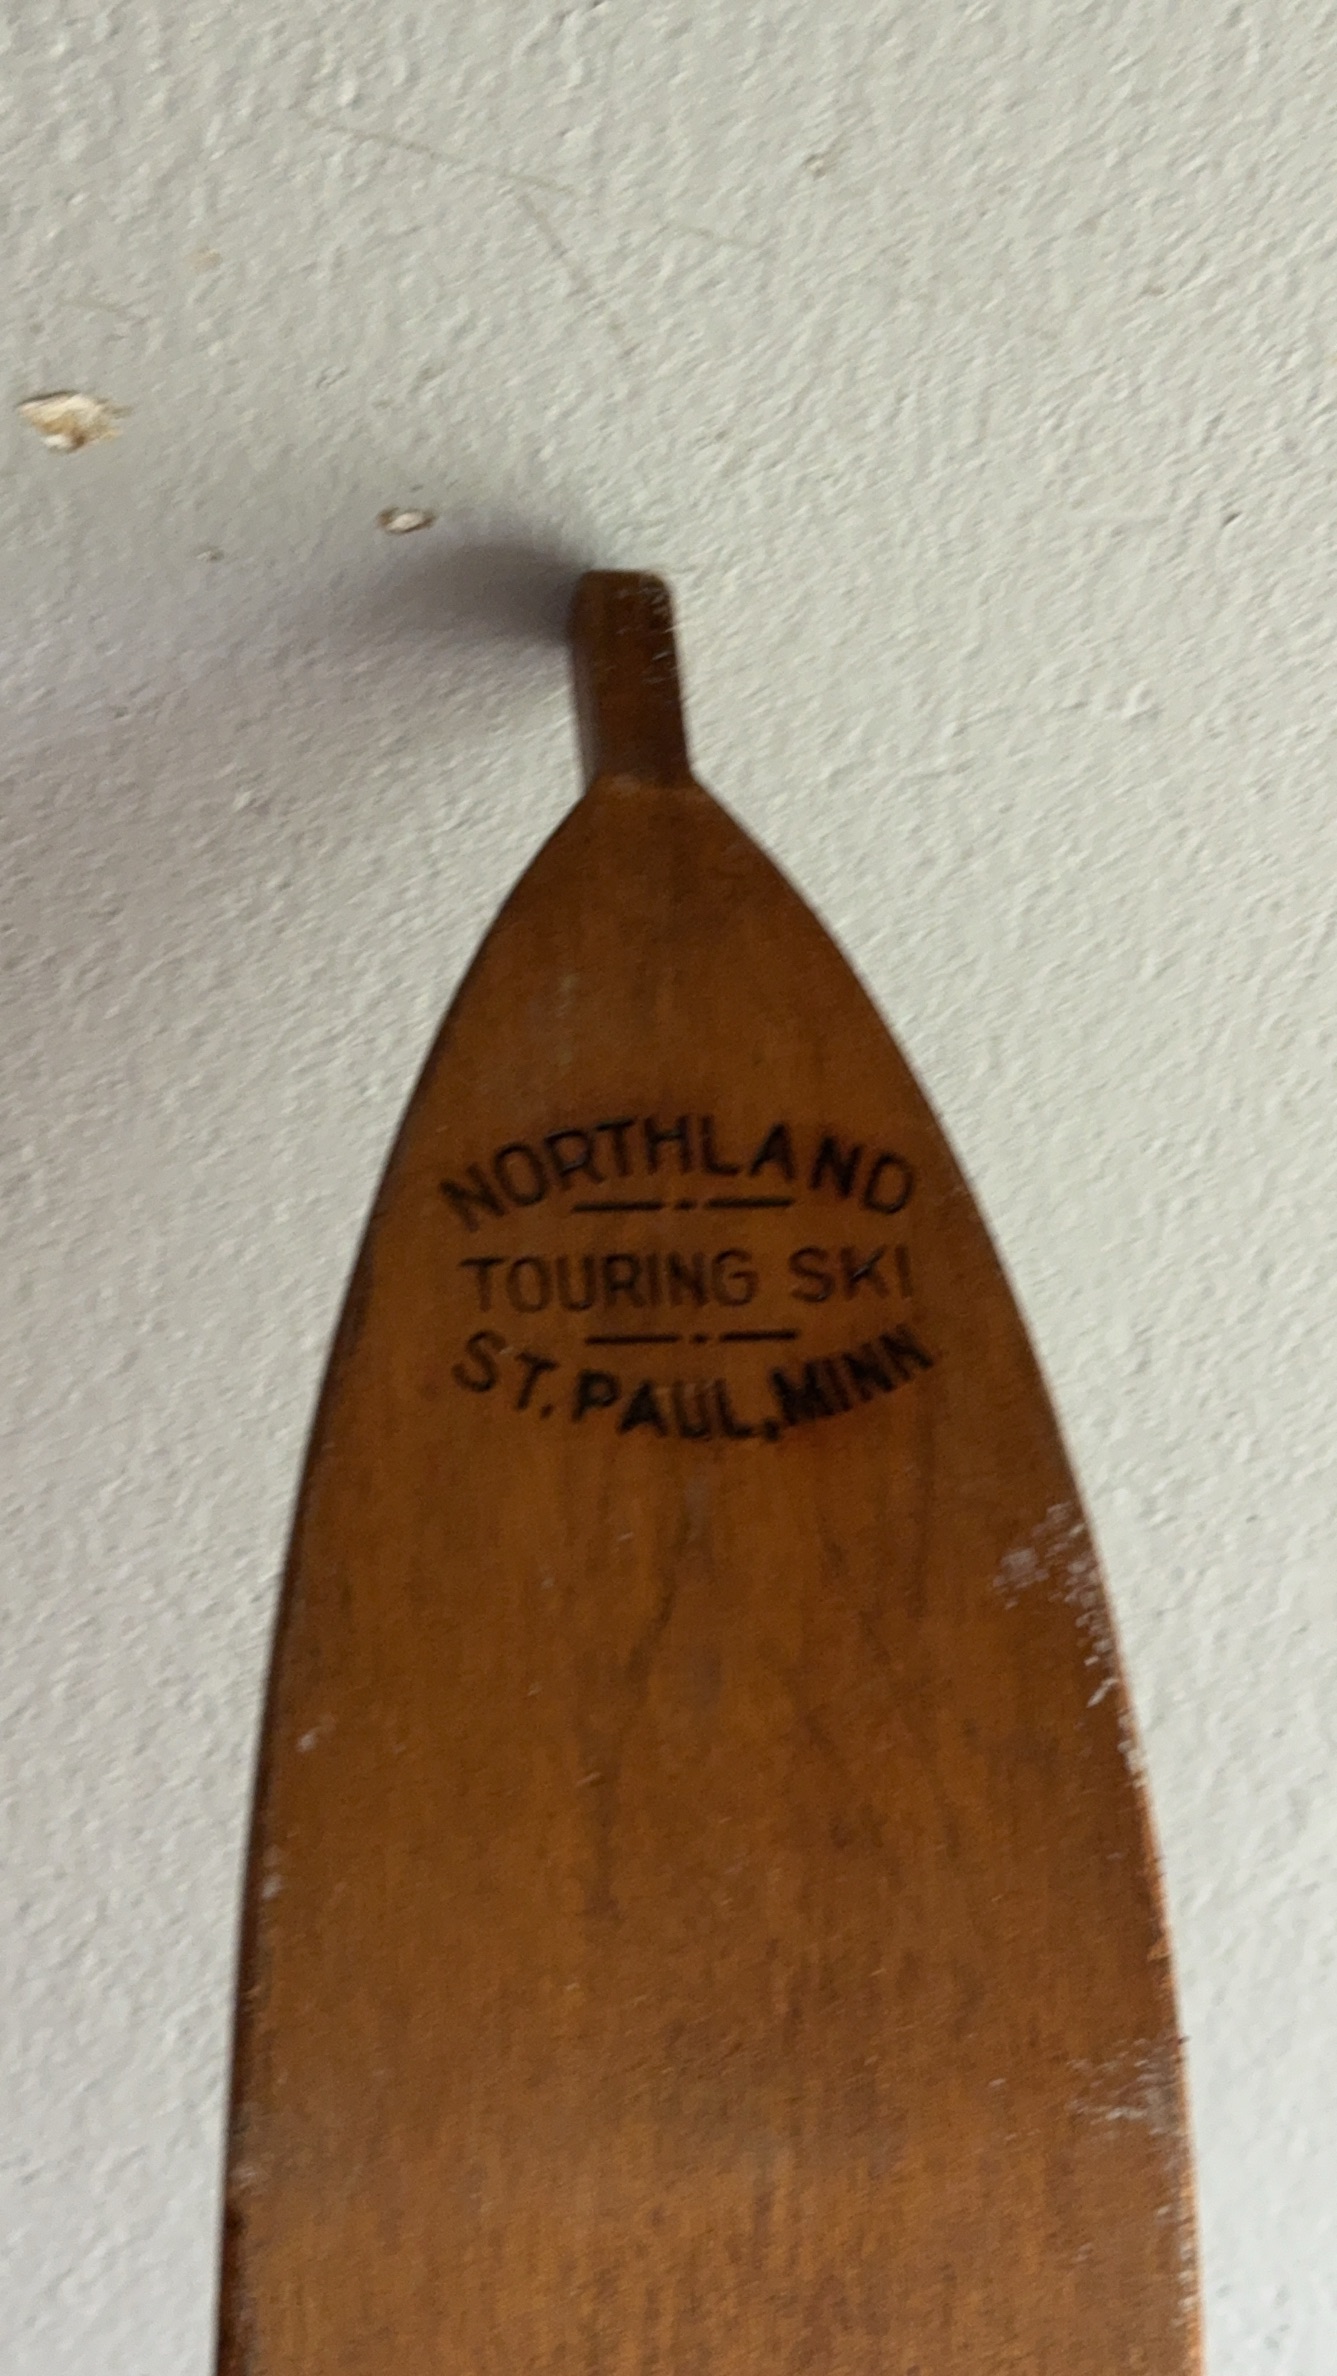 NORTHLAND
TOURING SKI
ST. PAUL, MINN